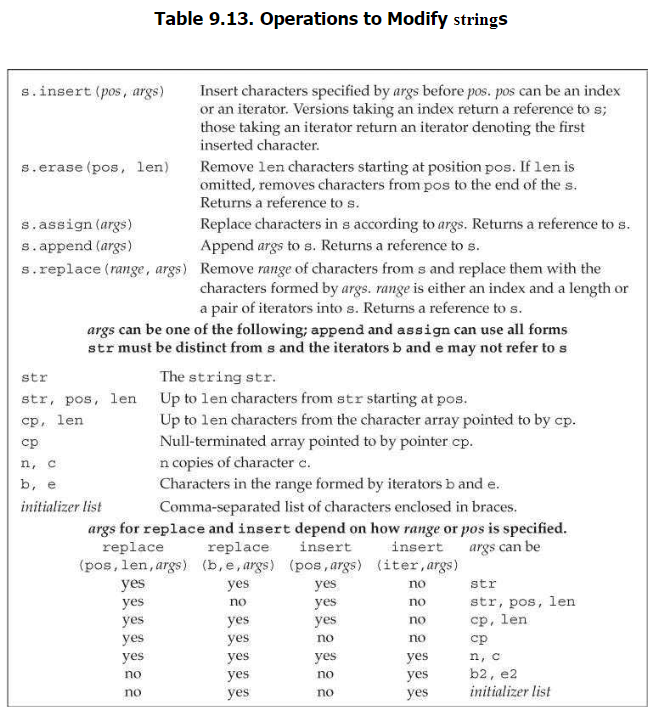 Table 9.13. Operations to Modify strings
s.insert(pos, args) Insert characters specified by args before pos. pos can be an index
or an iterator. Versions taking an index return a reference to s;
those taking an iterator return an iterator denoting the first
inserted character.
s.erase(pos, len) Remove len characters starting at position pos. If len is
omitted, removes characters from pos to the end of the s.
Returns a reference to s.
s.assign(args) Replace characters in s according to args. Returns a reference to s.
s.append(args) Append args to s. Returns a reference to s.
s.replace(range, args) Remove range of characters from s and replace them with the
characters formed by args. range is either an index and a length or
a pair of iterators into s. Returns a reference to s.
args can be one of the following; append and assign can use all forms
str must be distinct from s and the iterators b and e may not refer to s
str The string str.
str, pos, len Up to len characters from str starting at pos.
cp, len Up to len characters from the character array pointed to by cp.
cp Null-terminated array pointed to by pointer cp.
n, c n copies of character c.
b, e Characters in the range formed by iterators b and e.
initializer list Comma-separated list of characters enclosed in braces.
args for replace and insert depend on how range or pos is specified.
replace replace insert insert args can be
(pos,len,args) (b,e,args) (pos,args) (iter,args)
yes yes yes no str
yes no yes no str, pos, len
yes yes yes no cp, len
yes yes no no cp
yes yes yes yes n, c
no yes no yes b2, e2
no yes no yes initializer list